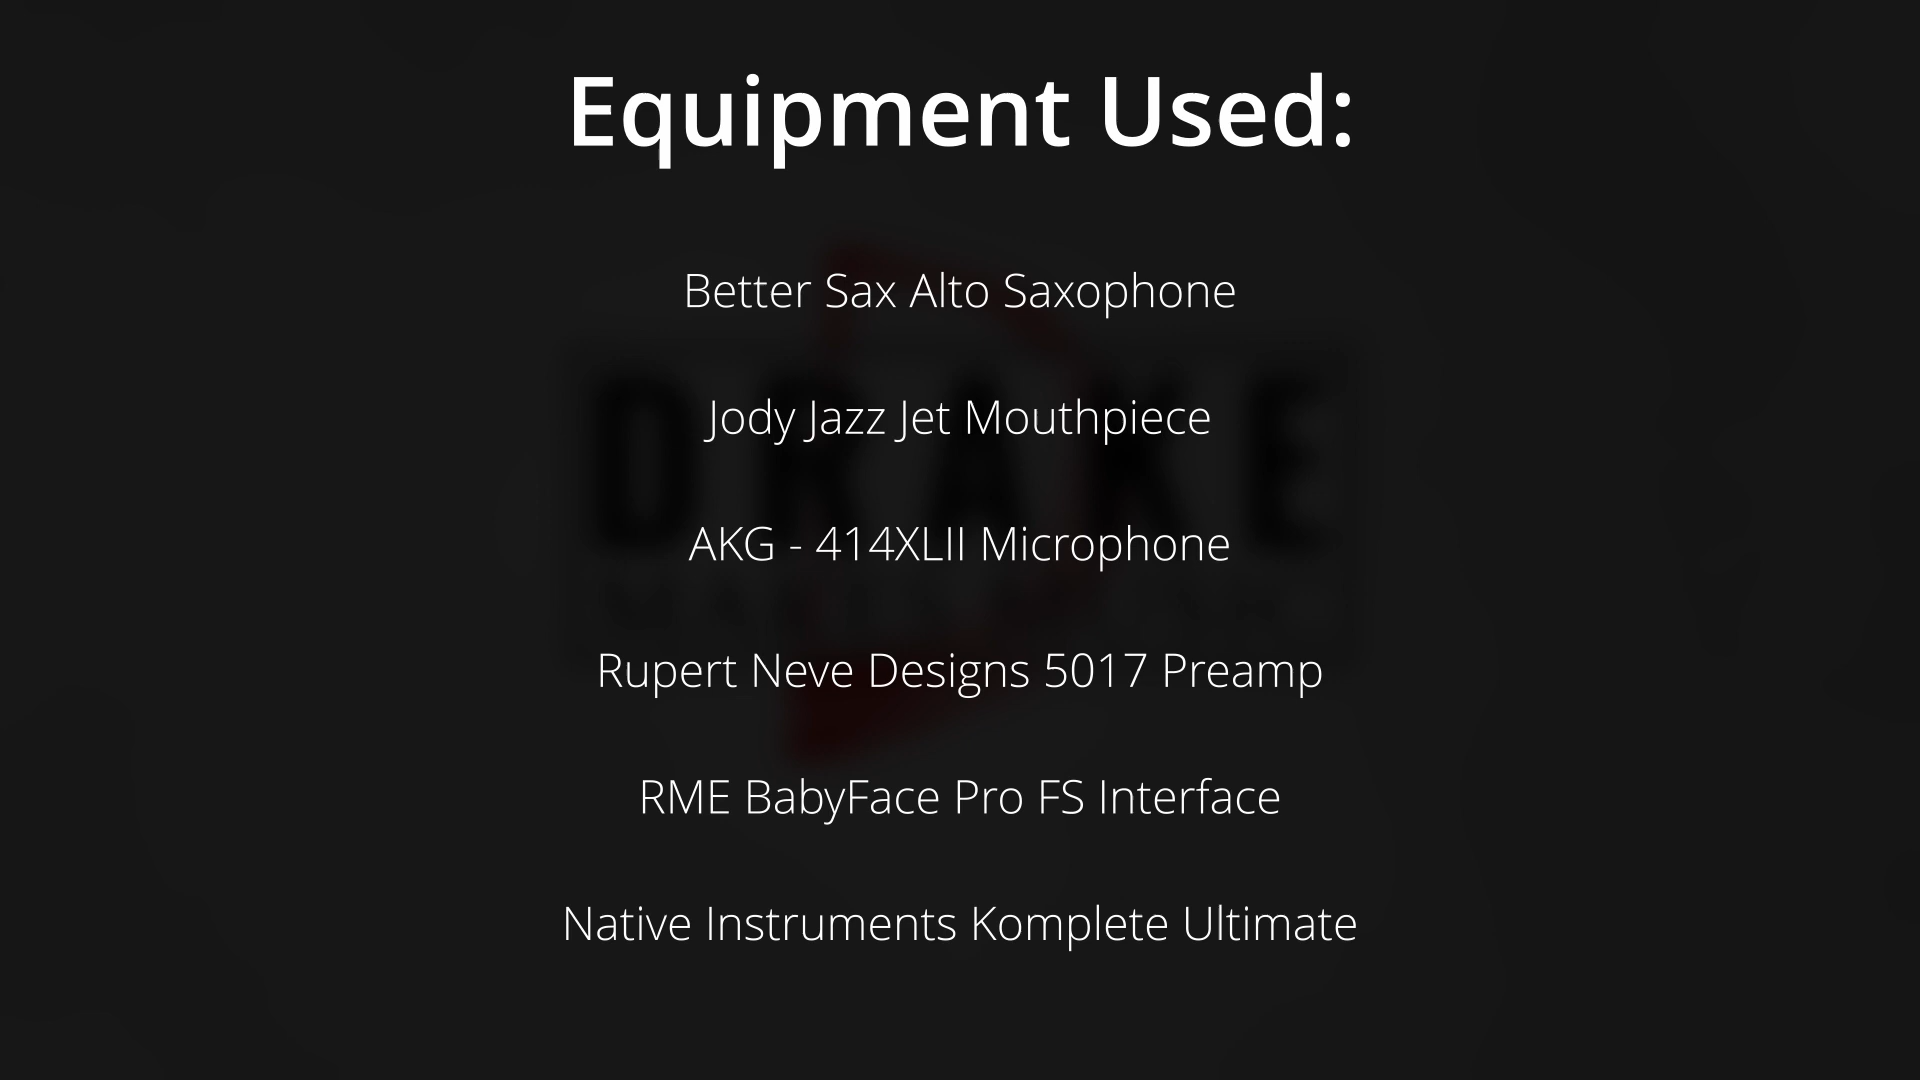 Equipment Used:
Better Sax Alto Saxophone
Jody Jazz Jet Mouthpiece
DRAKE
AKG - 414XLII Microphone
Rupert Neve Designs 5017 Preamp
RME BabyFace Pro FS Interface
Native Instruments Komplete Ultimate